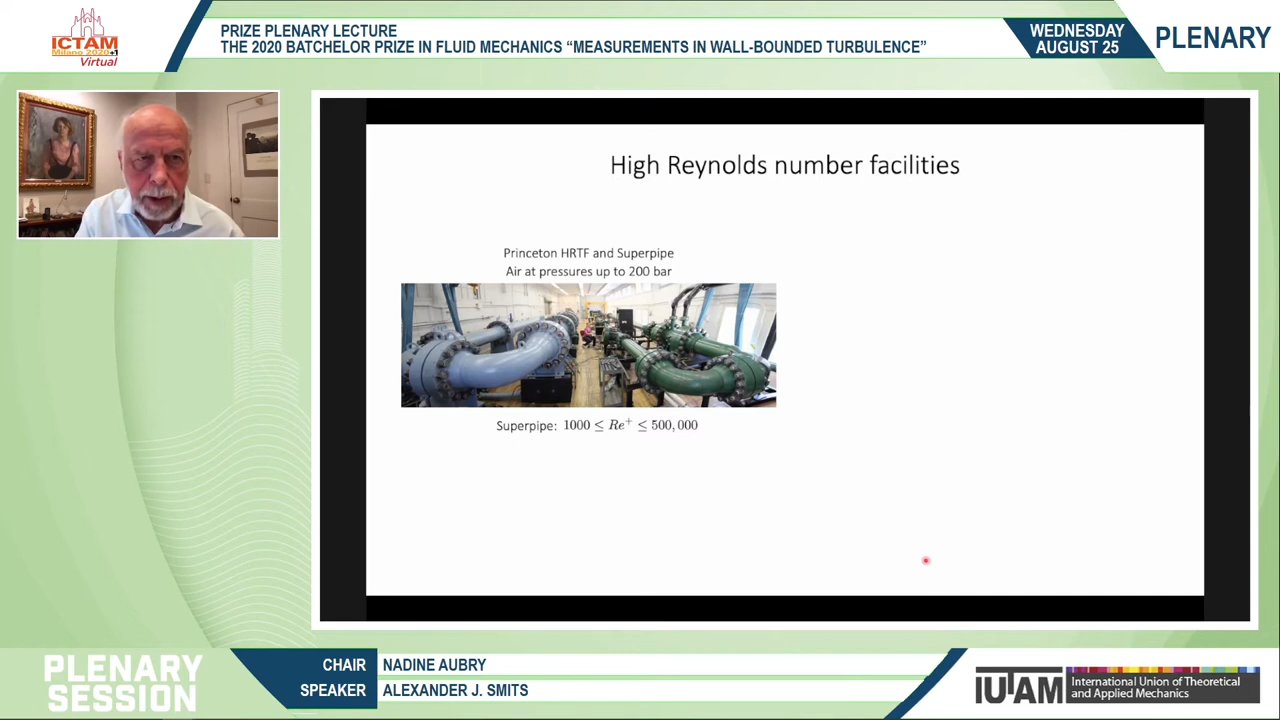 ICTAM
Milano 2020+1
Virtual
PRIZE PLENARY LECTURE
THE 2020 BATCHELOR PRIZE IN FLUID MECHANICS “MEASUREMENTS IN WALL-BOUNDED TURBULENCE”
WEDNESDAY
AUGUST 25
PLENARY
High Reynolds number facilities
Princeton HRTF and Superpipe
Air at pressures up to 200 bar
Superpipe: 1000 ≤ Re⁺ ≤ 500,000
PLENARY
SESSION
CHAIR NADINE AUBRY
SPEAKER ALEXANDER J. SMITS
IUTAM
International Union of Theoretical
and Applied Mechanics